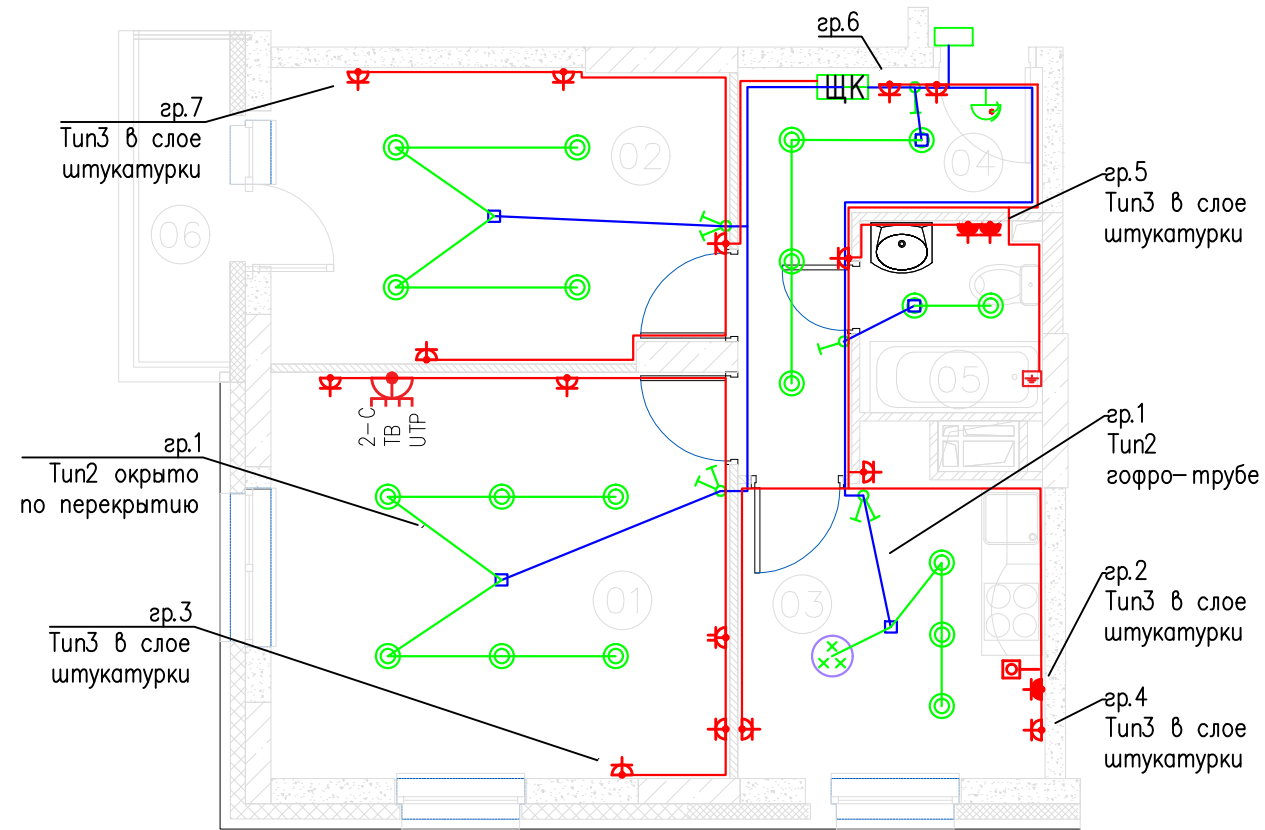 гр.6
ЩК
гр.7
Тип3 в слое
штукатурки
02
04
гр.5
Тип3 в слое
штукатурки
06
05
2-С
ТВ
UTP
гр.1
Тип2 окрыто
по перекрытию
гр.1
Тип2
гофро-трубе
01
03
гр.2
Тип3 в слое
штукатурки
гр.3
Тип3 в слое
штукатурки
гр.4
Тип3 в слое
штукатурки